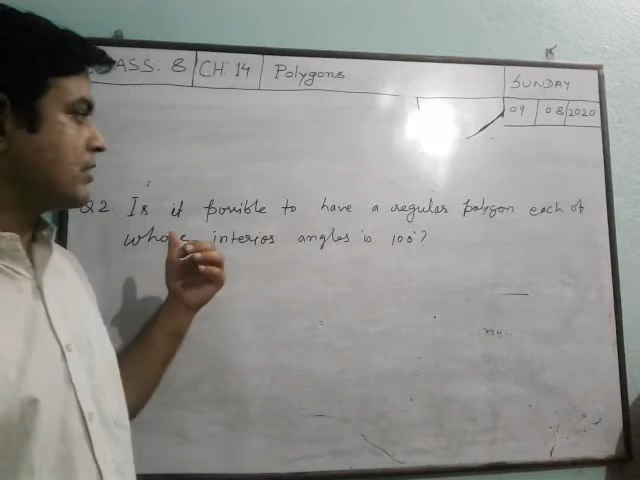 CLASS. 8 CH. 14 Polygons
SUNDAY
09 08 2020
Q2. Is it possible to have a regular polygon each of
whose interior angles is 100°?